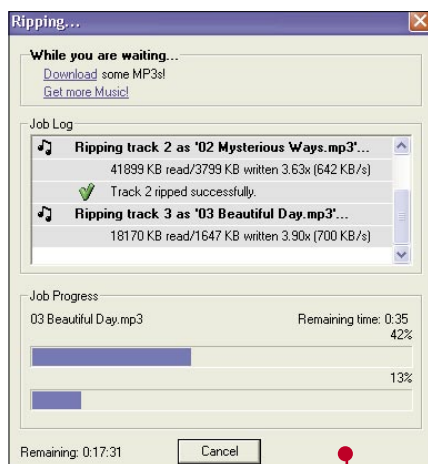 Ripping...
While you are waiting...
Download some MP3s!
Get more Music!
Job Log
Ripping track 2 as '02 Mysterious Ways.mp3'...
41899 KB read/3799 KB written 3.63x (642 KB/s)
Track 2 ripped successfully.
Ripping track 3 as '03 Beautiful Day.mp3'...
18170 KB read/1647 KB written 3.90x (700 KB/s)
Job Progress
03 Beautiful Day.mp3 Remaining time: 0:35
42%
13%
Remaining: 0:17:31 Cancel